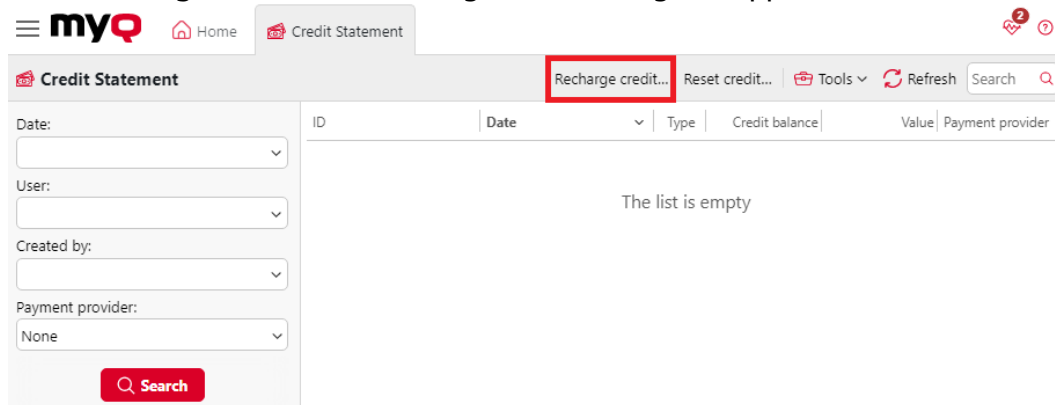 myQ Home Credit Statement 2
Credit Statement Recharge credit... Reset credit... Tools Refresh Search
Date: ID Date Type Credit balance Value Payment provider
User:
The list is empty
Created by:
Payment provider:
None
Search